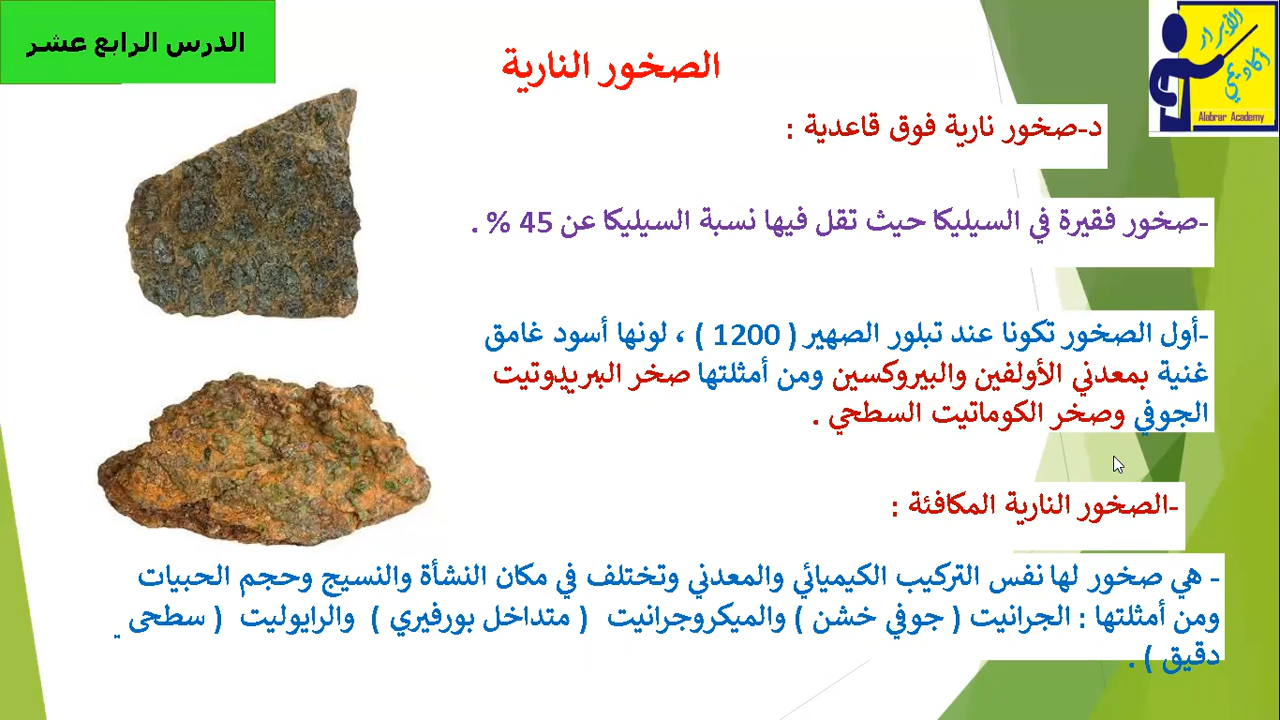 الدرس الرابع عشر
الأبرار
أكاديمي
Alabrar Academy
الصخور النارية
د-صخور نارية فوق قاعدية :
-صخور فقيرة في السيليكا حيث تقل فيها نسبة السيليكا عن 45 % .
-أول الصخور تكونا عند تبلور الصهير ( 1200 ) ، لونها أسود غامق
غنية بمعدني الأولفين والبيروكسين ومن أمثلتها صخر البريدوتيت
الجوفي وصخر الكوماتيت السطحي .
-الصخور النارية المكافئة :
- هي صخور لها نفس التركيب الكيميائي والمعدني وتختلف في مكان النشأة والنسيج وحجم الحبيات
ومن أمثلتها : الجرانيت ( جوفي خشن ) والميكروجرانيت ( متداخل بورفيري ) والرايوليت ( سطحى -
دقيق ) .